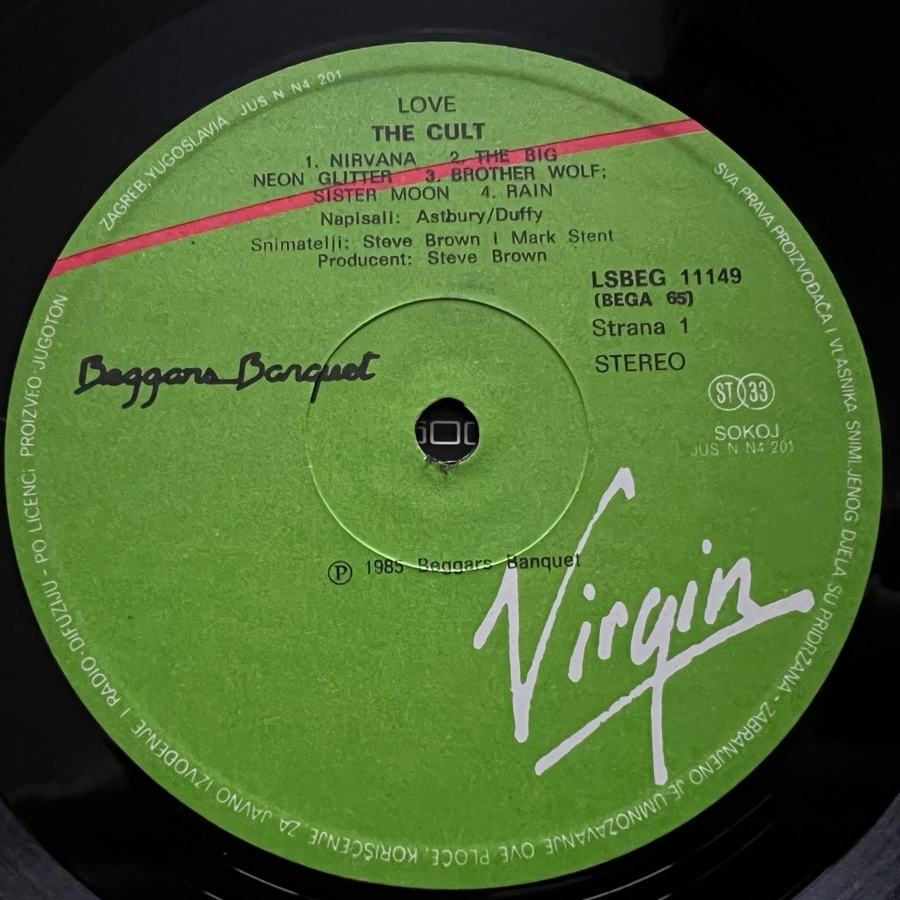 LOVE
THE CULT
1. NIRVANA 2. THE BIG
NEON GLITTER 3. BROTHER WOLF;
SISTER MOON 4. RAIN
Napisali: Astbury/Duffy
Snimatelji: Steve Brown i Mark Stent
Producent: Steve Brown
LSBEG 11149
(BEGA 65)
Strana 1
STEREO
ST 33
SOKOJ
JUS N N4 201
Beggars Banquet
Ⓟ 1985 Beggars Banquet
Virgin
SVA PRAVA PROIZVOĐAČA I VLASNIKA SNIMLJENOG DJELA SU PRIDRŽANA - ZABRANJENO JE UMNOŽAVANJE OVE PLOČE, KORIŠĆENJE ZA JAVNO IZVOĐENJE I RADIO-DIFUZIJU - PO LICENCI PROIZVEO JUGOTON ZAGREB, YUGOSLAVIA JUS N N4 201